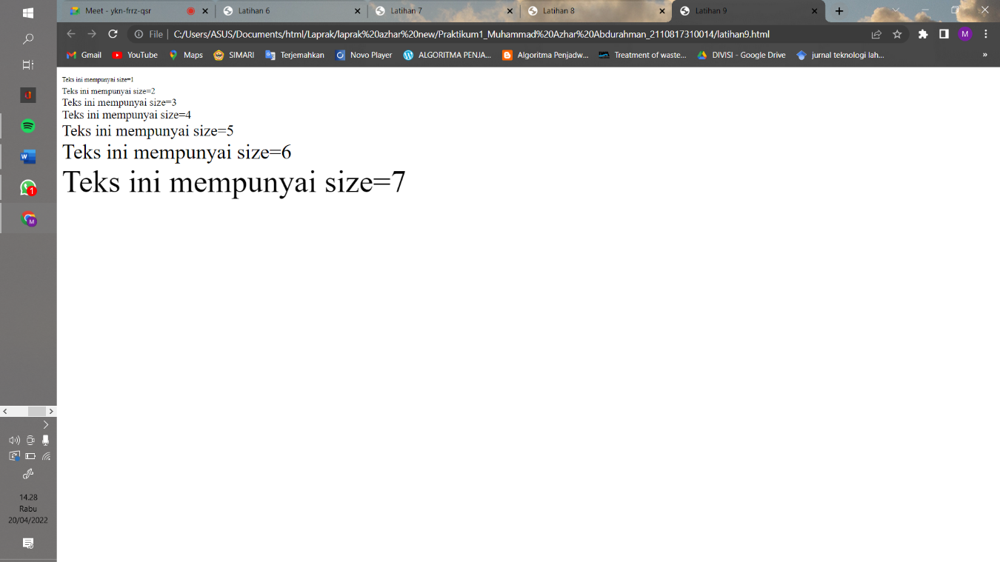 Meet - ykn-frrz-qsr
Latihan 6
Latihan 7
Latihan 8
Latihan 9
File
C:/Users/ASUS/Documents/html/Laprak/laprak%20azhar%20new/Praktikum1_Muhammad%20Azhar%20Abdurahman_2110817310014/latihan9.html
M
Gmail
YouTube
Maps
SIMARI
Terjemahkan
Novo Player
ALGORITMA PENJA...
Algoritma Penjadw...
Treatment of waste...
DIVISI - Google Drive
jurnal teknologi lah...
»
Teks ini mempunyai size=1
Teks ini mempunyai size=2
Teks ini mempunyai size=3
Teks ini mempunyai size=4
Teks ini mempunyai size=5
Teks ini mempunyai size=6
Teks ini mempunyai size=7
W
1
M
14.28
Rabu
20/04/2022